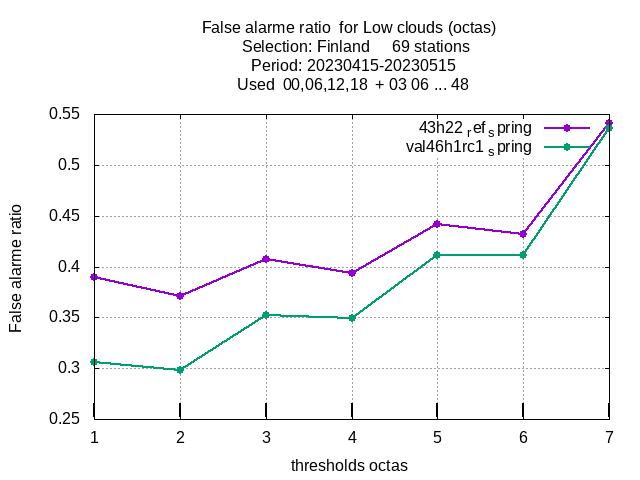 False alarme ratio  for Low clouds (octas)
Selection: Finland     69 stations
Period: 20230415-20230515
Used  00,06,12,18  + 03 06 ... 48
0.55
0.5
0.45
0.4
0.35
0.3
0.25
False alarme ratio
43h22 ref spring
val46h1rc1 spring
1 2 3 4 5 6 7
thresholds octas